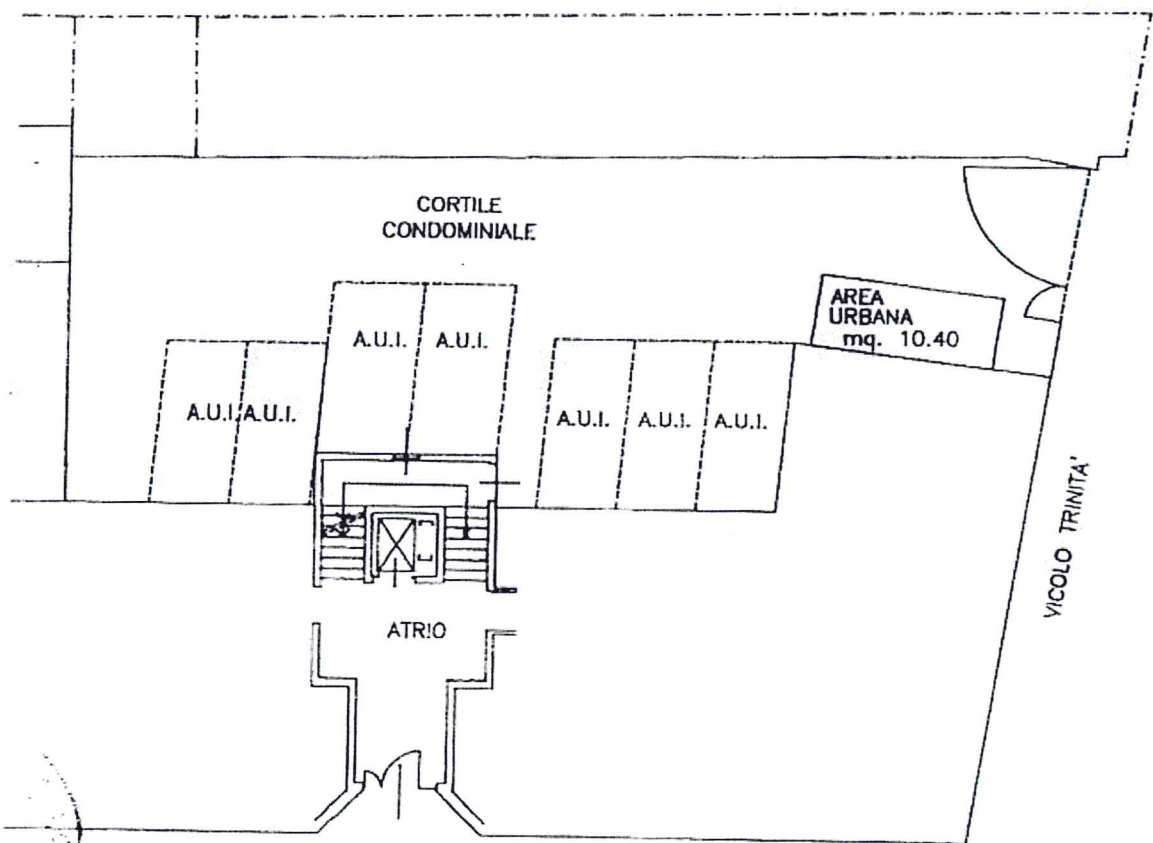 CORTILE
CONDOMINIALE
AREA
URBANA
mq. 10.40
A.U.I. A.U.I.
A.U.I. A.U.I.
A.U.I. A.U.I. A.U.I.
VICOLO TRINITA'
ATRIO